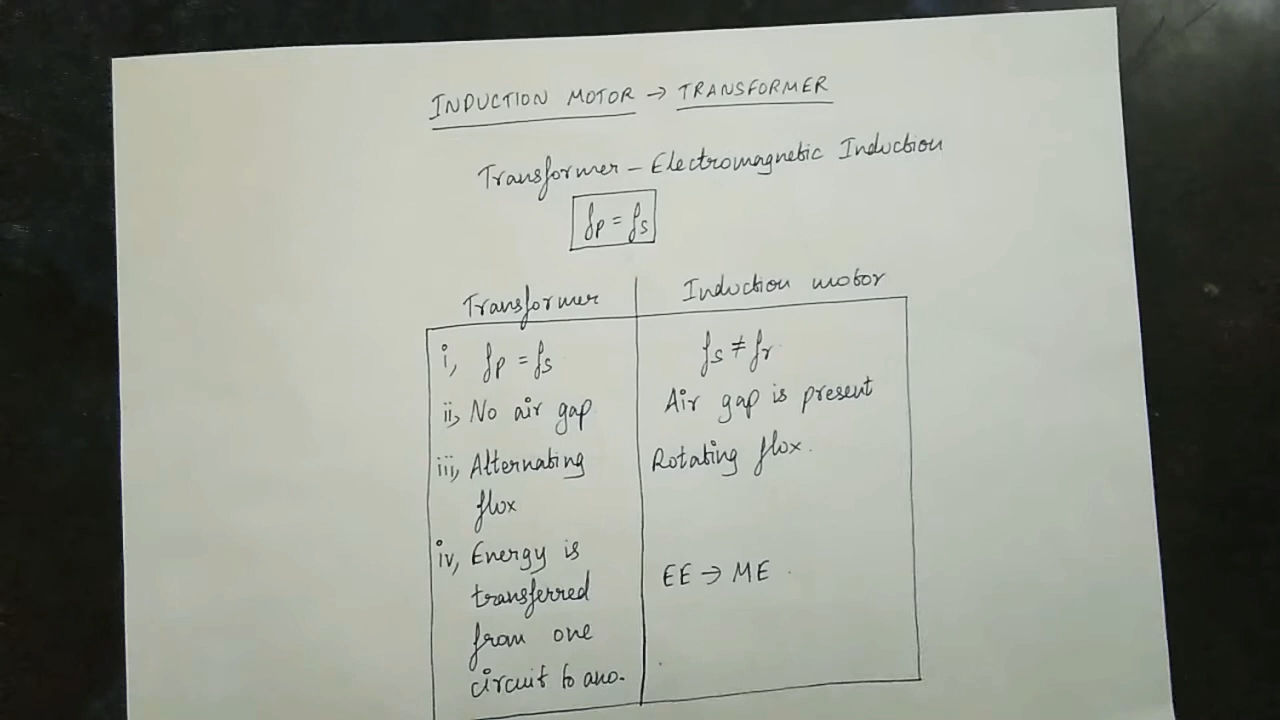 INDUCTION MOTOR → TRANSFORMER
Transformer – Electromagnetic Induction
fp = fs
Transformer
Induction motor
i, fp = fs
fs ≠ fr
ii, No air gap
Air gap is present
iii, Alternating
flux
Rotating flux.
iv, Energy is
transferred
from one
circuit to ano.
EE → ME